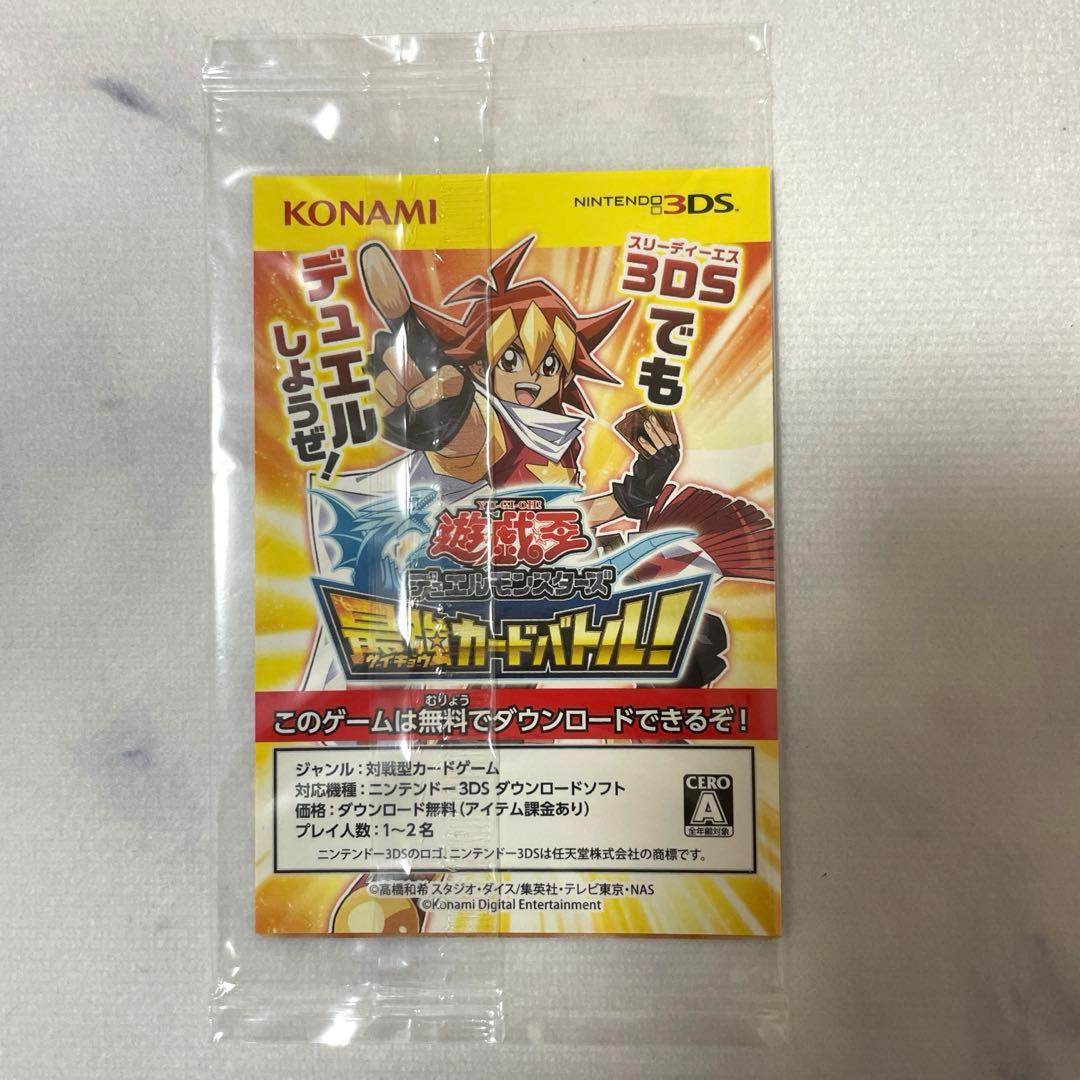 KONAMI
NINTENDO3DS™
スリーディーエス
3DSでも
デュエル
しようぜ!
YU-GI-OH!
遊戯王
デュエルモンスターズ
最強カードバトル!
サイキョウ
むりょう
このゲームは無料でダウンロードできるぞ!
ジャンル:対戦型カードゲーム
対応機種:ニンテンドー3DS ダウンロードソフト
価格:ダウンロード無料(アイテム課金あり)
プレイ人数:1〜2名
ニンテンドー3DSのロゴ、ニンテンドー3DSは任天堂株式会社の商標です。
CERO
A
全年齢対象
©高橋和希 スタジオ・ダイス/集英社・テレビ東京・NAS
©Konami Digital Entertainment